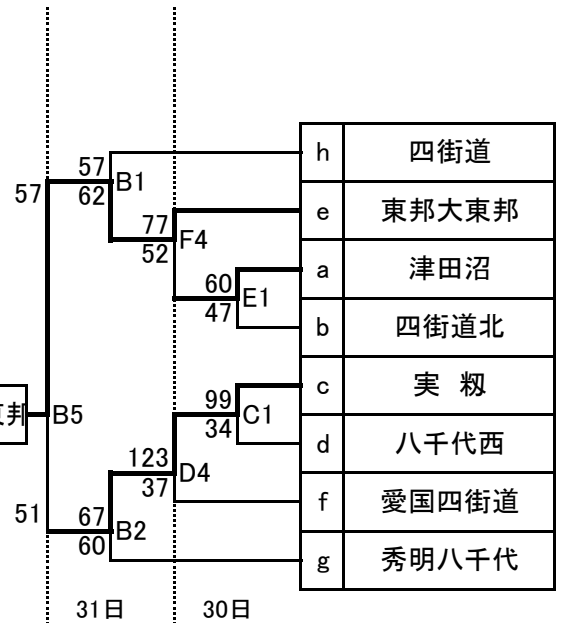 h 四街道
57 B1
57 62 e 東邦大東邦
77 F4
52 a 津田沼
60 E1
47 b 四街道北
c 実 籾
99 C1
邦 B5 34 d 八千代西
123 D4
37 f 愛国四街道
51 67 B2
60 g 秀明八千代
31日 30日